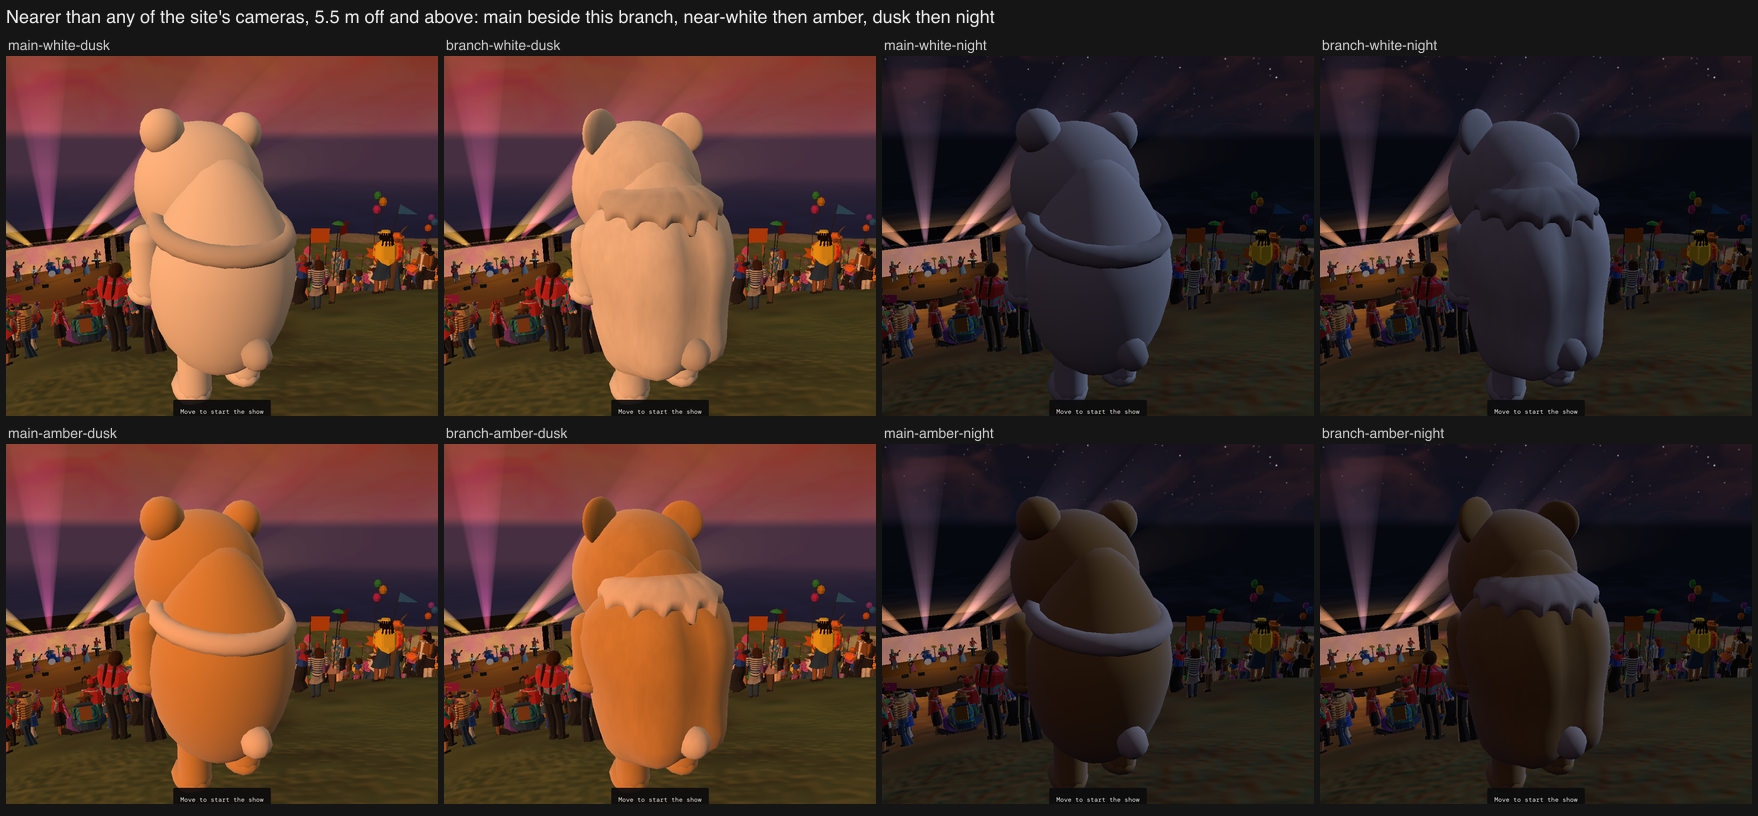 Nearer than any of the site's cameras, 5.5 m off and above: main beside this branch, near-white then amber, dusk then night
main-white-dusk
branch-white-dusk
main-white-night
branch-white-night
Move to start the show
Move to start the show
Move to start the show
Move to start the show
main-amber-dusk
branch-amber-dusk
main-amber-night
branch-amber-night
Move to start the show
Move to start the show
Move to start the show
Move to start the show